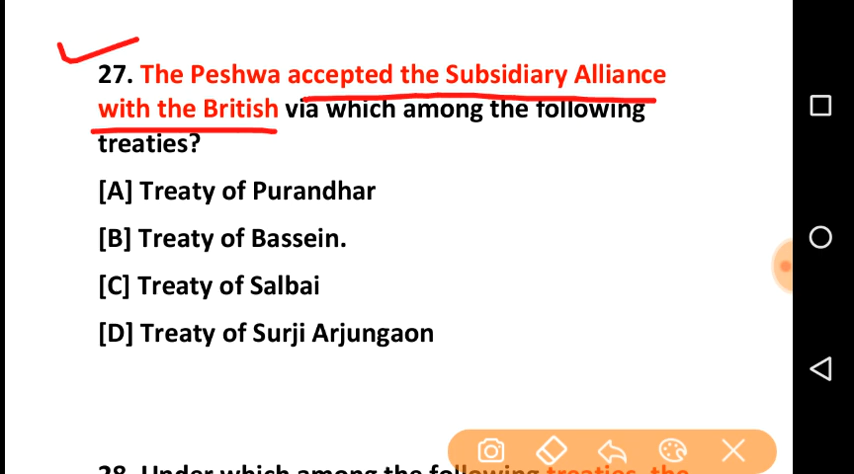 27. The Peshwa accepted the Subsidiary Alliance
with the British via which among the following
treaties?
[A] Treaty of Purandhar
[B] Treaty of Bassein.
[C] Treaty of Salbai
[D] Treaty of Surji Arjungaon
28. Under which among the following treaties, the